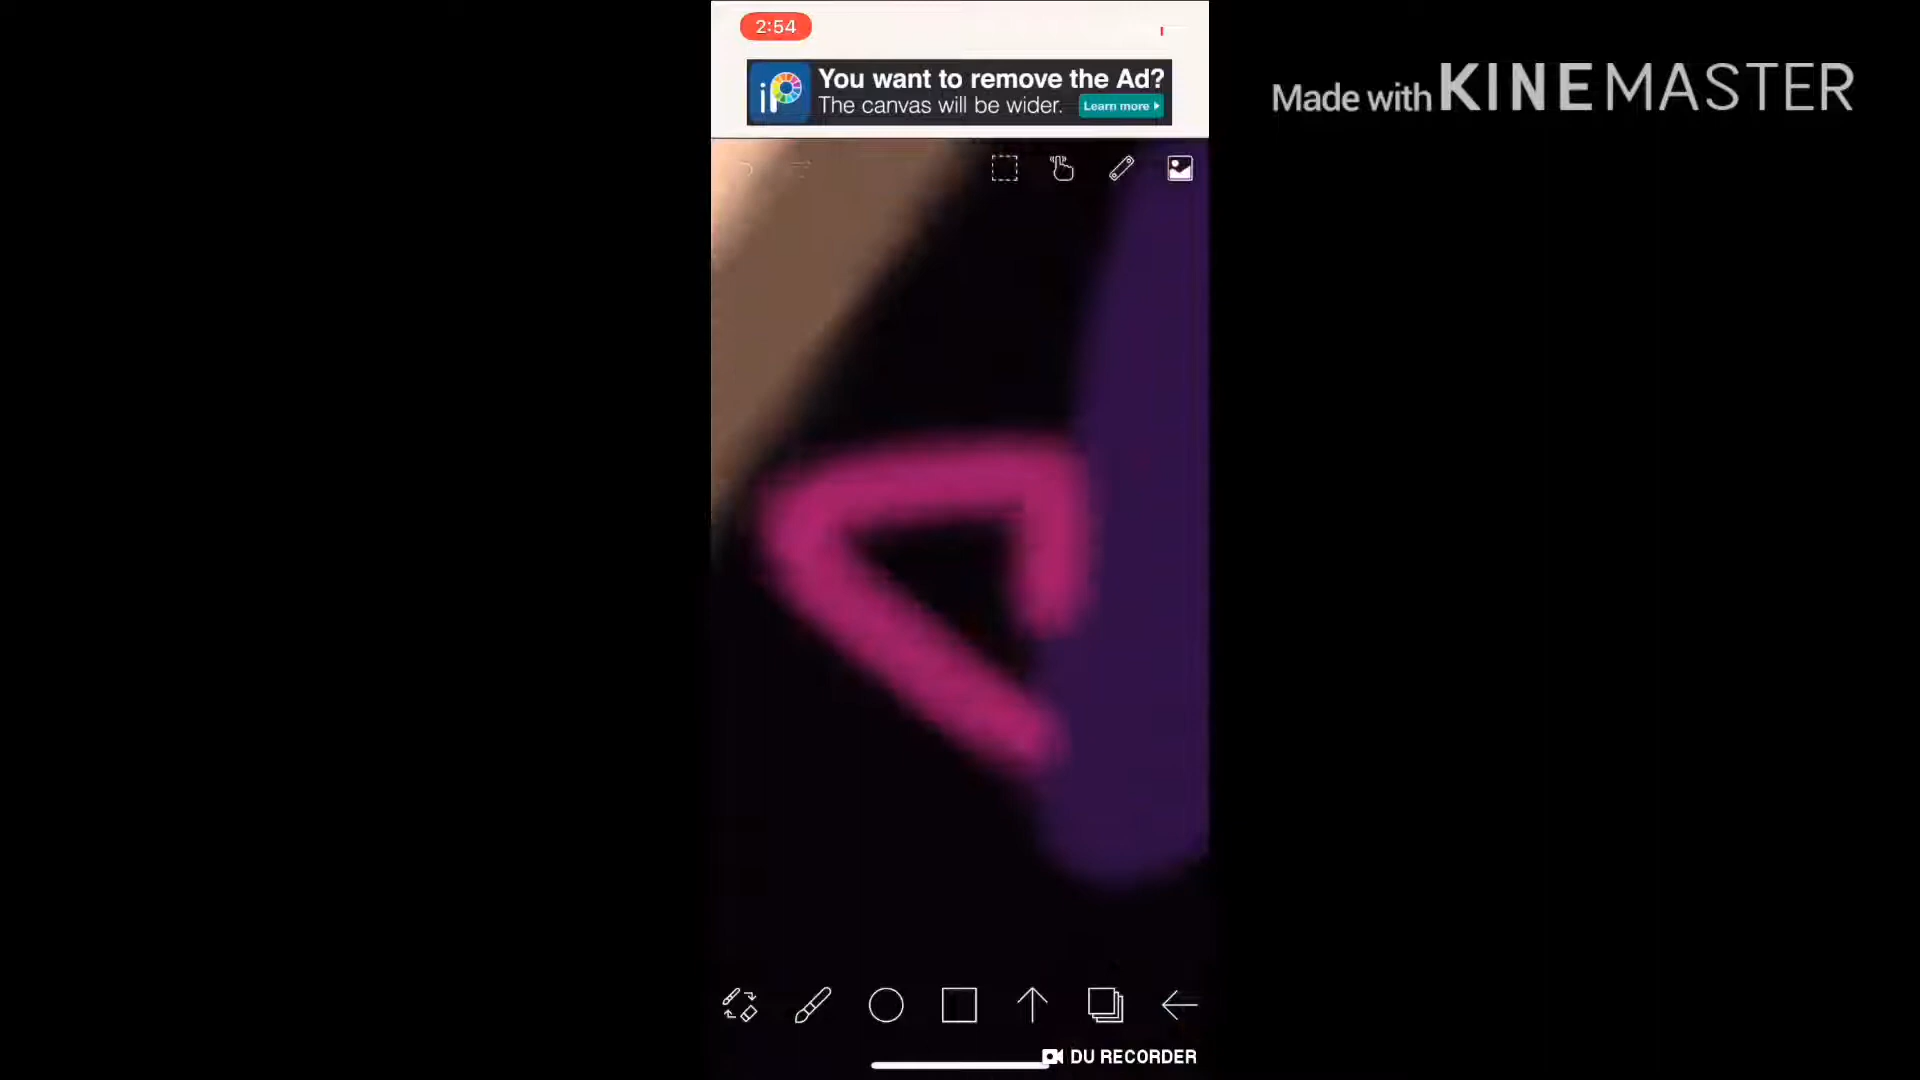 2:54
Made with KINEMASTER
iP
You want to remove the Ad?
The canvas will be wider.
Learn more
DU RECORDER